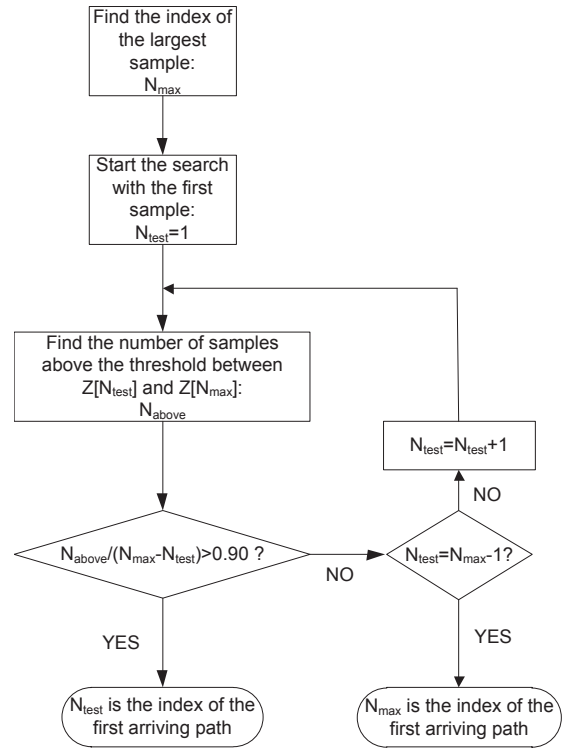 Find the index of
the largest
sample:
Nmax
Start the search
with the first
sample:
Ntest=1
Find the number of samples
above the threshold between
Z[Ntest] and Z[Nmax]:
Nabove
Ntest=Ntest+1
NO
Nabove/(Nmax-Ntest)>0.90 ?
NO
Ntest=Nmax-1?
YES
YES
Ntest is the index of the
first arriving path
Nmax is the index of the
first arriving path